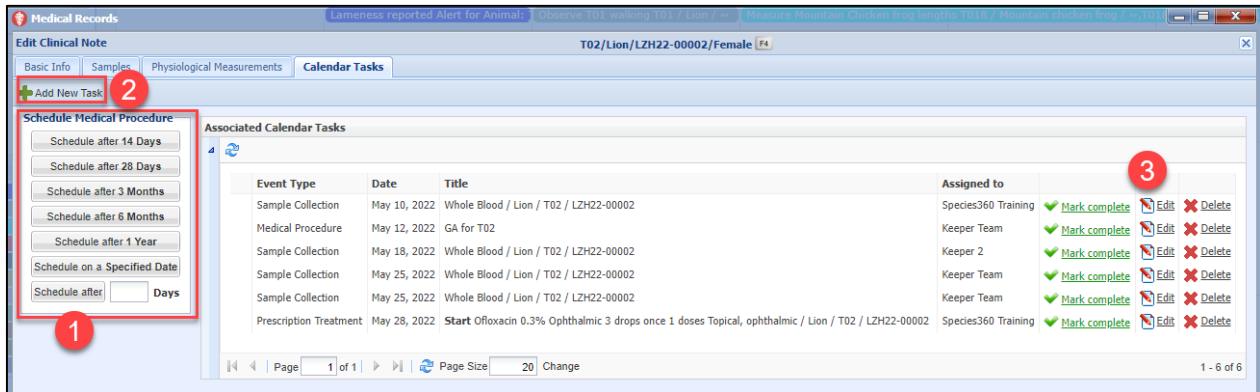 Medical Records
Lameness reported Alert for Animal: Observe T01 walking T01 / Lion / Measure Mountain Chicken frog lengths T018 / Mountain chicken frog /
Edit Clinical Note T02/Lion/LZH22-00002/Female F4
Basic Info Samples Physiological Measurements Calendar Tasks
Add New Task 2
Schedule Medical Procedure
Schedule after 14 Days
Schedule after 28 Days
Schedule after 3 Months
Schedule after 6 Months
Schedule after 1 Year
Schedule on a Specified Date
Schedule after Days
1
Associated Calendar Tasks
3
Event Type Date Title Assigned to
Sample Collection May 10, 2022 Whole Blood / Lion / T02 / LZH22-00002 Species360 Training Mark complete Edit Delete
Medical Procedure May 12, 2022 GA for T02 Keeper Team Mark complete Edit Delete
Sample Collection May 18, 2022 Whole Blood / Lion / T02 / LZH22-00002 Keeper 2 Mark complete Edit Delete
Sample Collection May 25, 2022 Whole Blood / Lion / T02 / LZH22-00002 Keeper Team Mark complete Edit Delete
Sample Collection May 25, 2022 Whole Blood / Lion / T02 / LZH22-00002 Keeper Team Mark complete Edit Delete
Prescription Treatment May 28, 2022 Start Ofloxacin 0.3% Ophthalmic 3 drops once 1 doses Topical, ophthalmic / Lion / T02 / LZH22-00002 Species360 Training Mark complete Edit Delete
Page 1 of 1 Page Size 20 Change 1 - 6 of 6